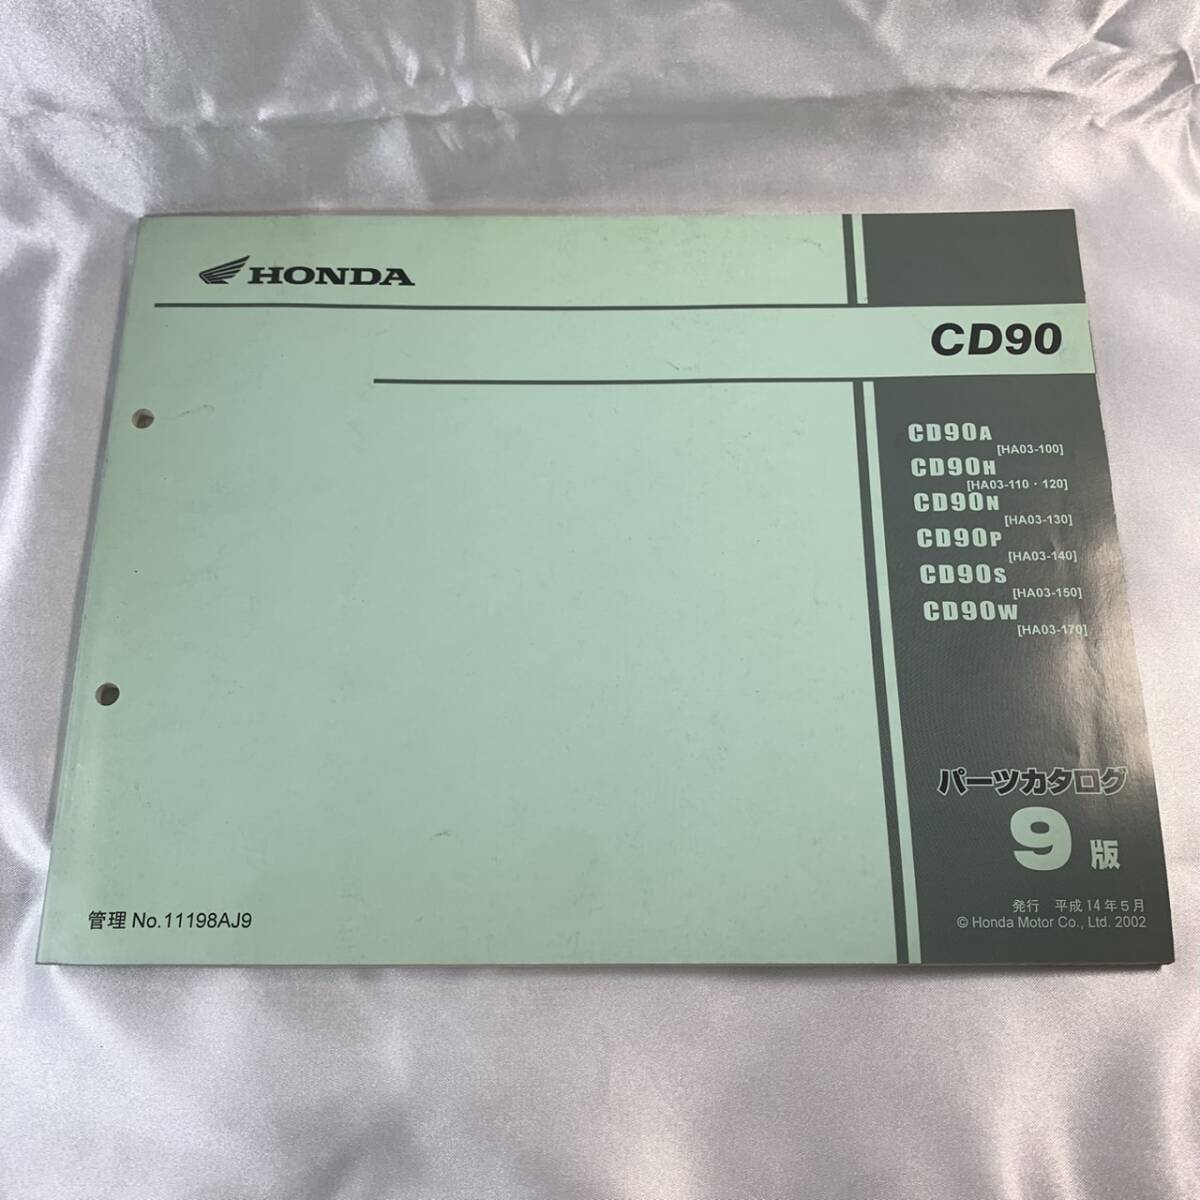 HONDA
CD90
CD90A
[HA03-100]
CD90H
[HA03-110・120]
CD90N
[HA03-130]
CD90P
[HA03-140]
CD90S
[HA03-150]
CD90W
[HA03-170]
パーツカタログ
9版
発行 平成14年5月
© Honda Motor Co., Ltd. 2002
管理 No.11198AJ9